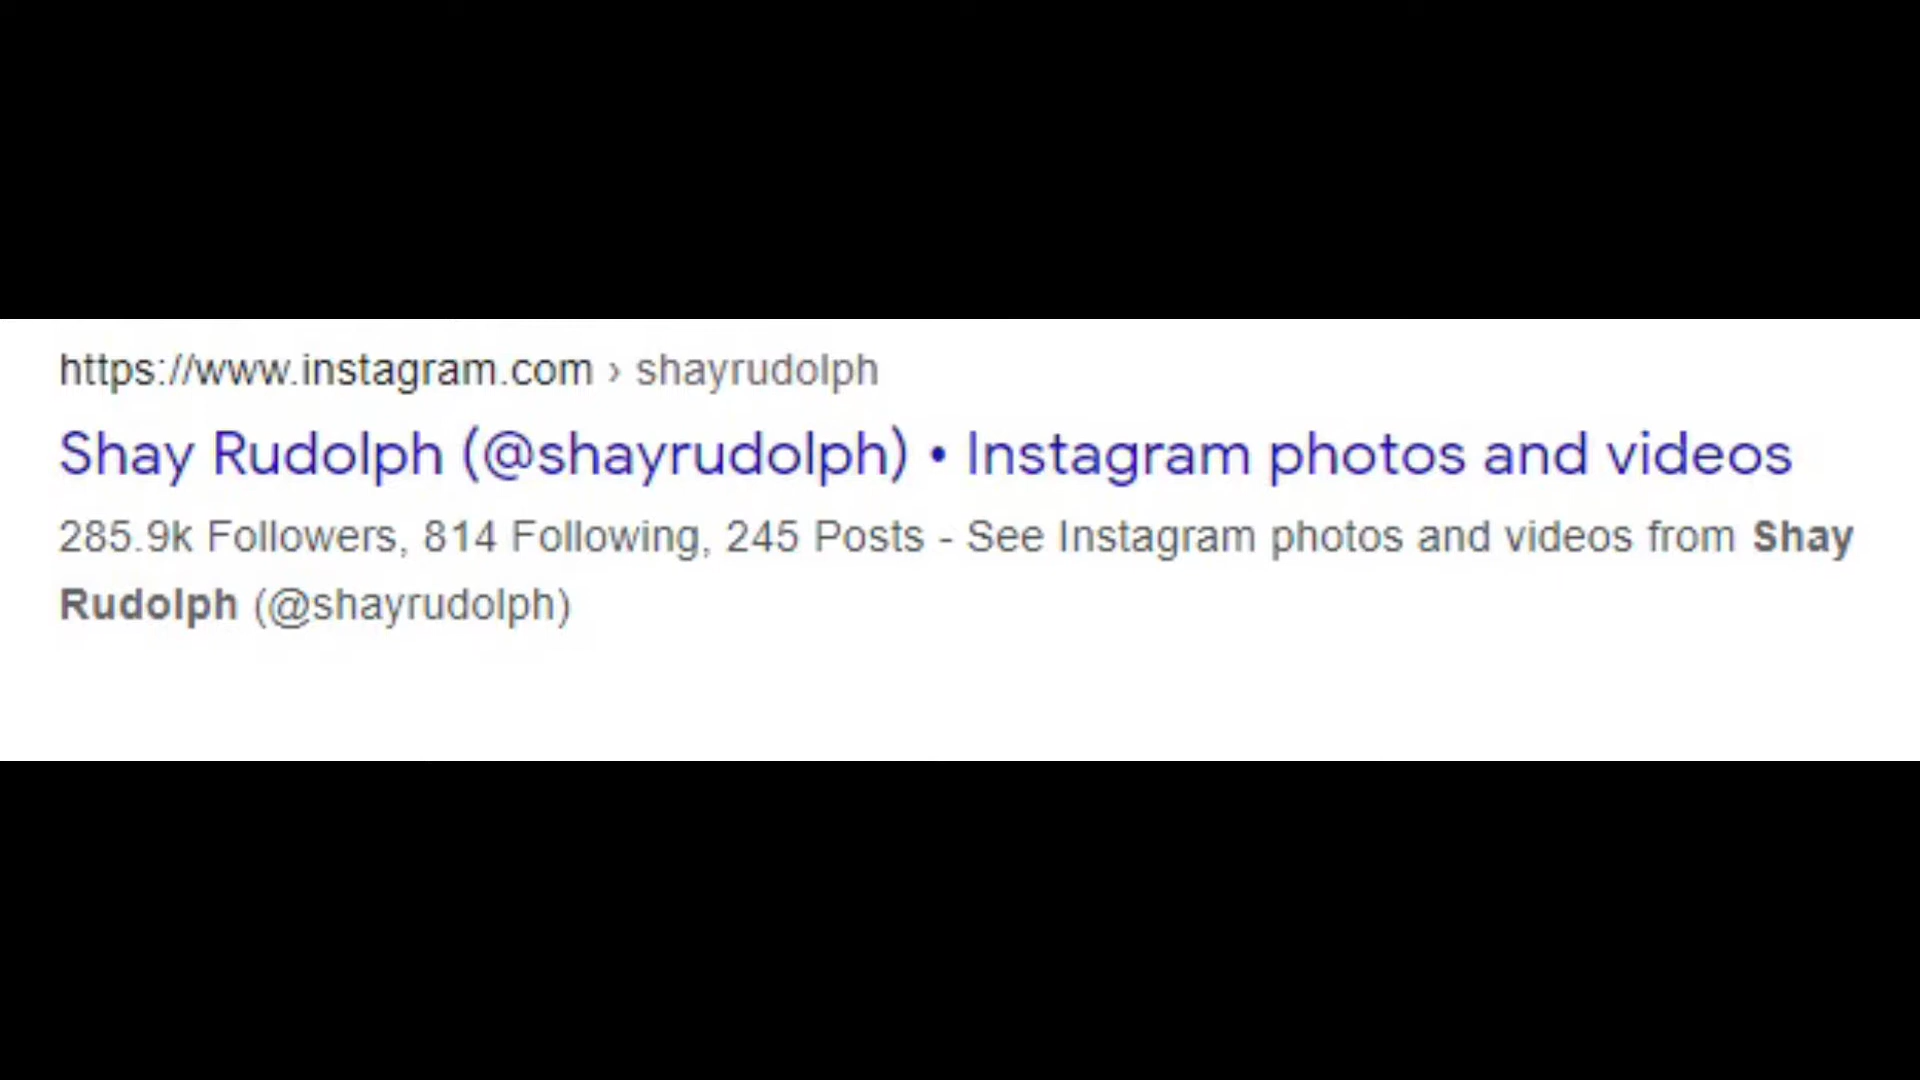 https://www.instagram.com › shayrudolph
Shay Rudolph (@shayrudolph) • Instagram photos and videos
285.9k Followers, 814 Following, 245 Posts - See Instagram photos and videos from Shay
Rudolph (@shayrudolph)